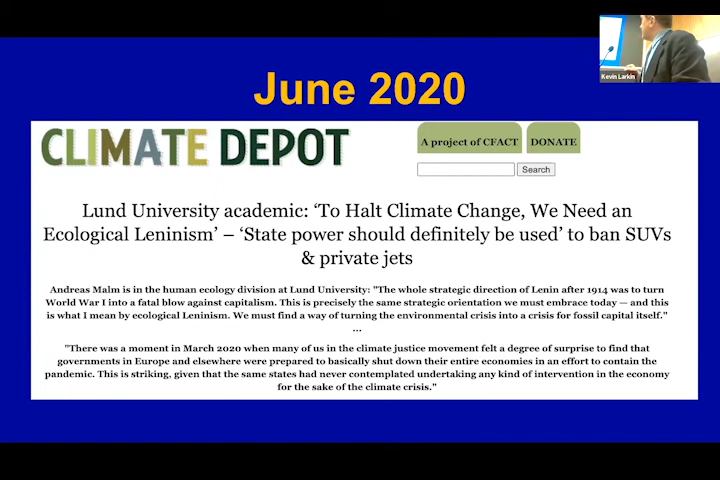 Kevin Larkin
June 2020
CLIMATE DEPOT
A project of CFACT
DONATE
Search
Lund University academic: ‘To Halt Climate Change, We Need an
Ecological Leninism’ – ‘State power should definitely be used’ to ban SUVs
& private jets
Andreas Malm is in the human ecology division at Lund University: "The whole strategic direction of Lenin after 1914 was to turn
World War I into a fatal blow against capitalism. This is precisely the same strategic orientation we must embrace today — and this
is what I mean by ecological Leninism. We must find a way of turning the environmental crisis into a crisis for fossil capital itself."
...
"There was a moment in March 2020 when many of us in the climate justice movement felt a degree of surprise to find that
governments in Europe and elsewhere were prepared to basically shut down their entire economies in an effort to contain the
pandemic. This is striking, given that the same states had never contemplated undertaking any kind of intervention in the economy
for the sake of the climate crisis."